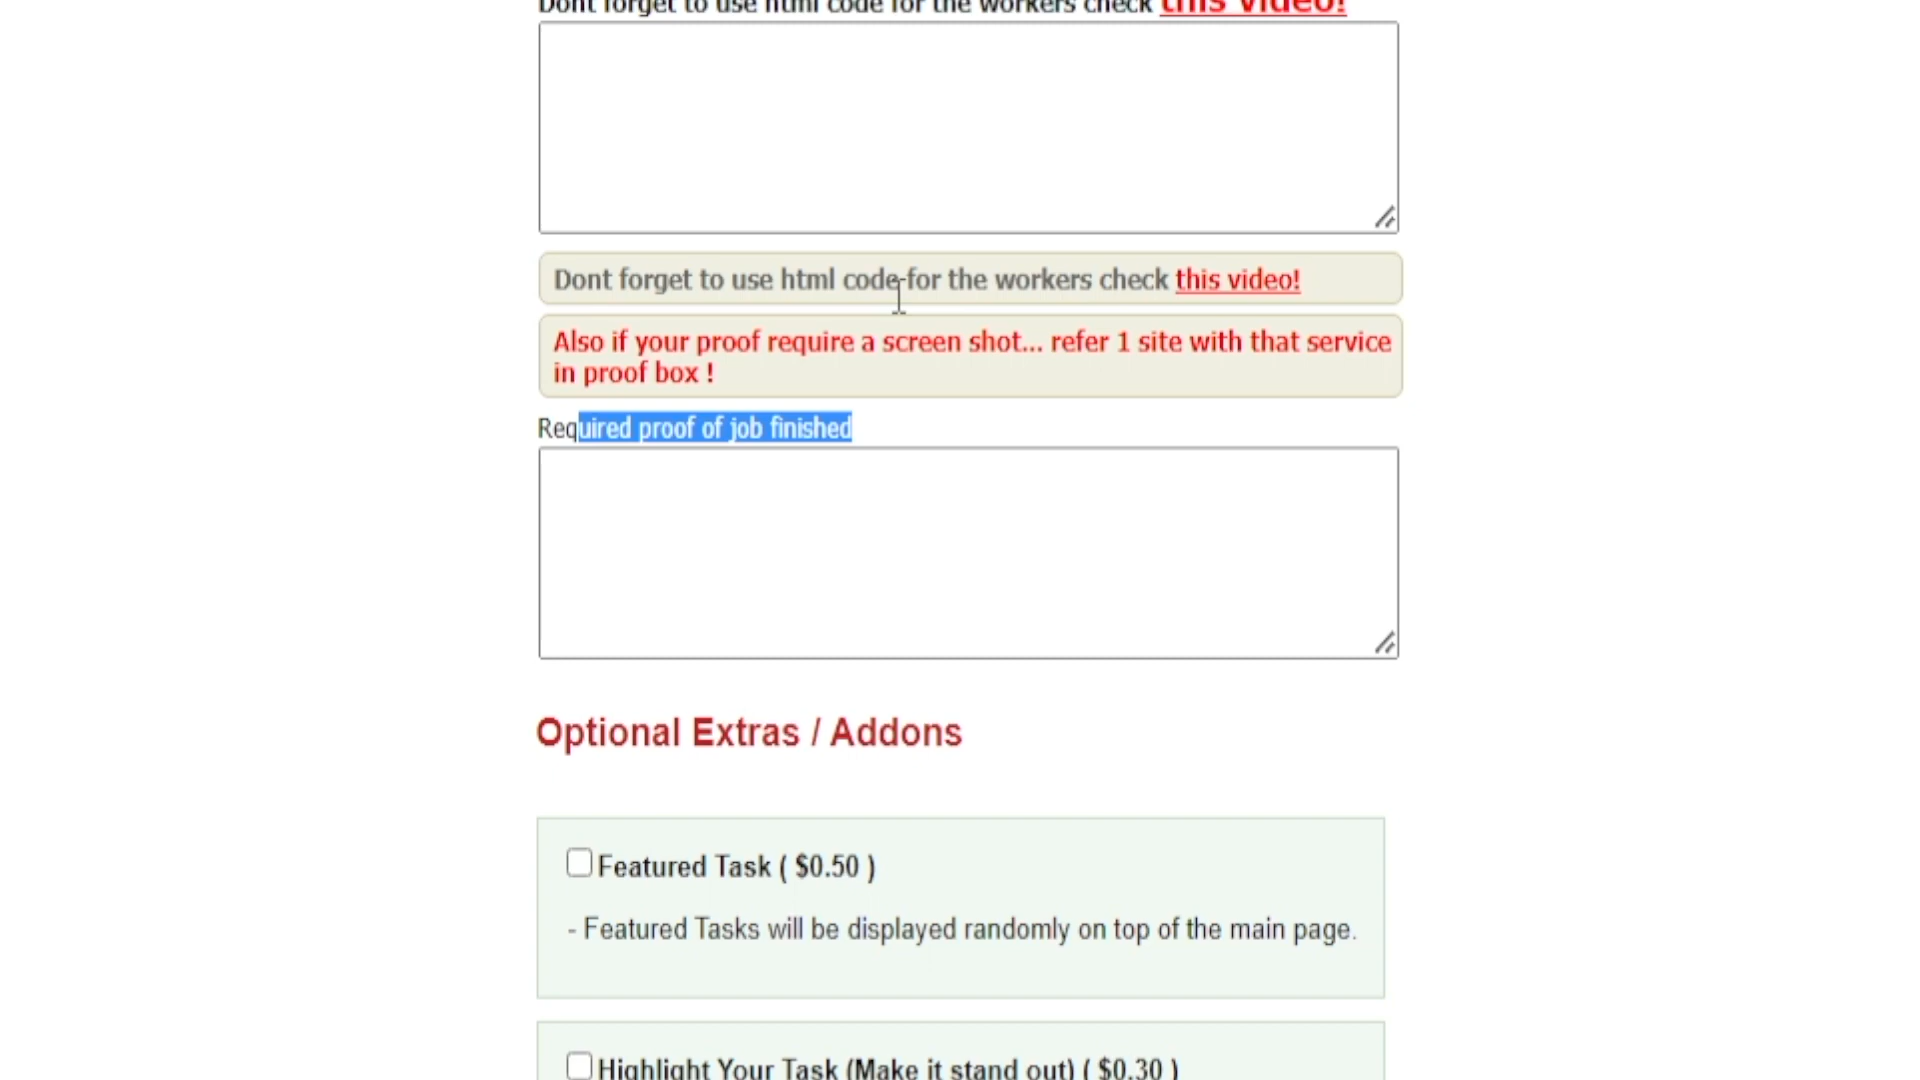 Dont forget to use html code for the workers check this video!
Dont forget to use html code for the workers check this video!
Also if your proof require a screen shot... refer 1 site with that service
in proof box !
Required proof of job finished
Optional Extras / Addons
Featured Task ( $0.50 )
- Featured Tasks will be displayed randomly on top of the main page.
Highlight Your Task (Make it stand out) ( $0.30 )